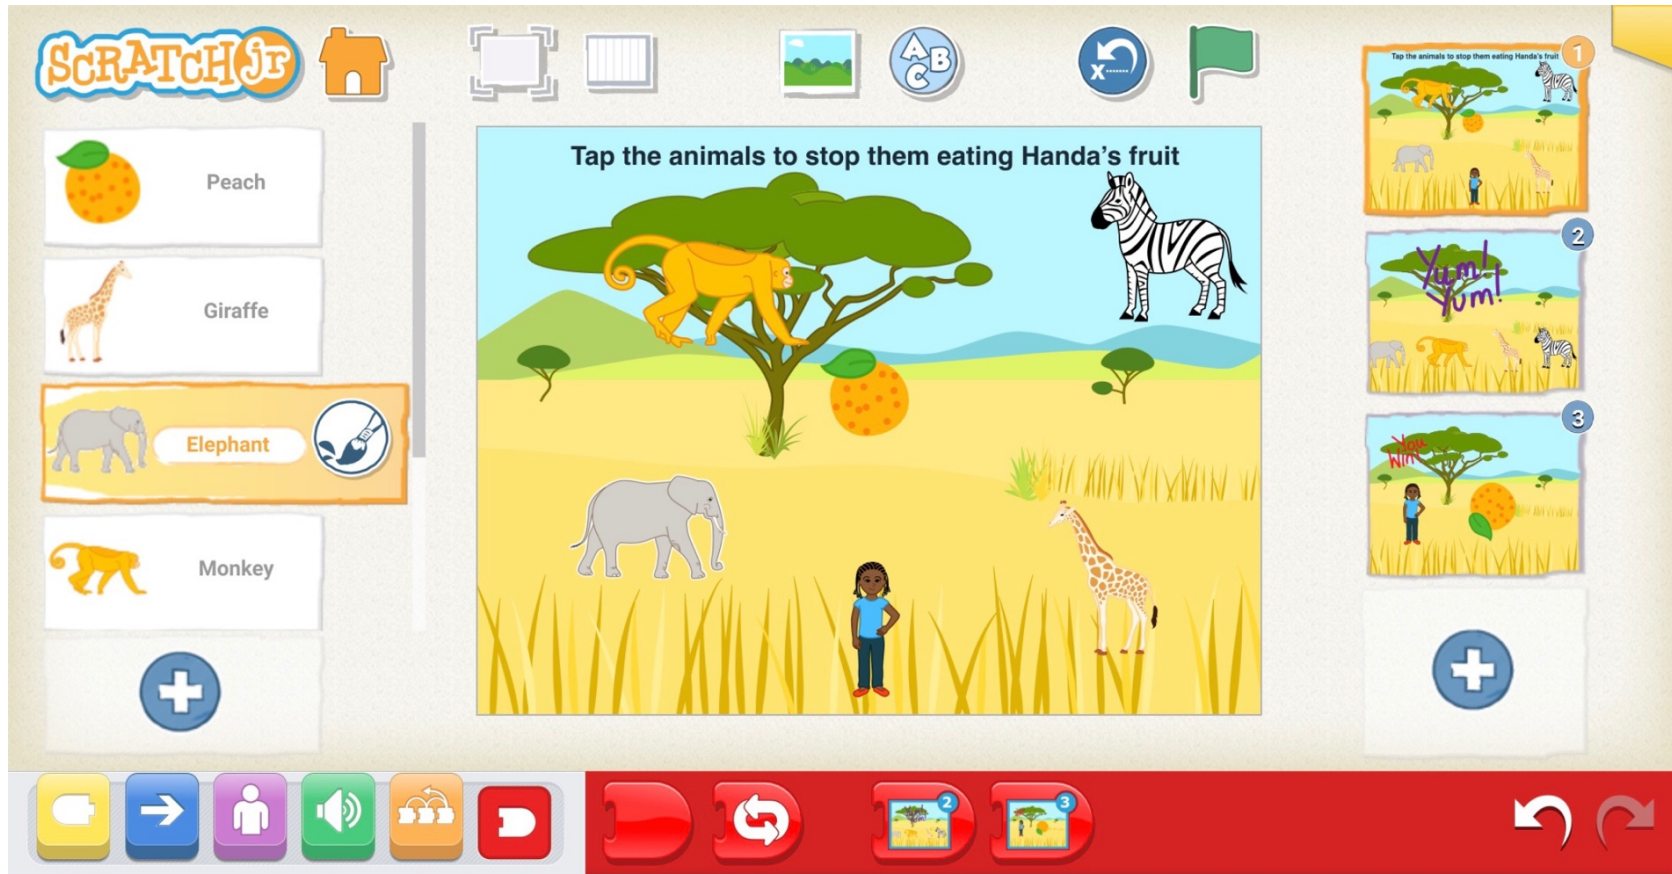 SCRATCHJr
A B C
X......
Peach
Giraffe
Elephant
Monkey
Tap the animals to stop them eating Handa's fruit
1
Tap the animals to stop them eating Handa's fruit
2
Yum!
Yum!
3
You
Win
2
3